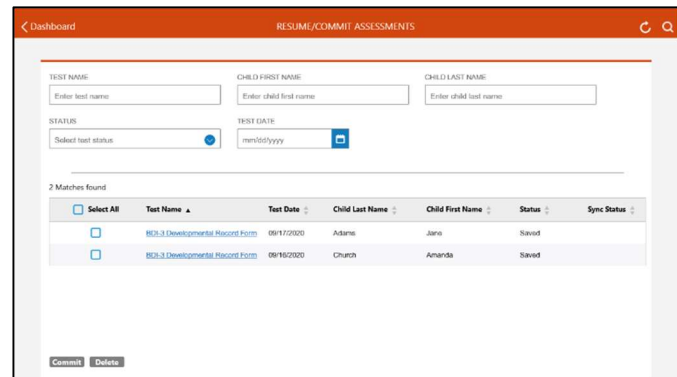 Dashboard RESUME/COMMIT ASSESSMENTS
TEST NAME CHILD FIRST NAME CHILD LAST NAME
Enter test name Enter child first name Enter child last name
STATUS TEST DATE
Select test status mm/dd/yyyy
2 Matches found
Select All Test Name Test Date Child Last Name Child First Name Status Sync Status
BDI-3 Developmental Record Form 09/17/2020 Adams Jane Saved
BDI-3 Developmental Record Form 09/16/2020 Church Amanda Saved
Commit Delete